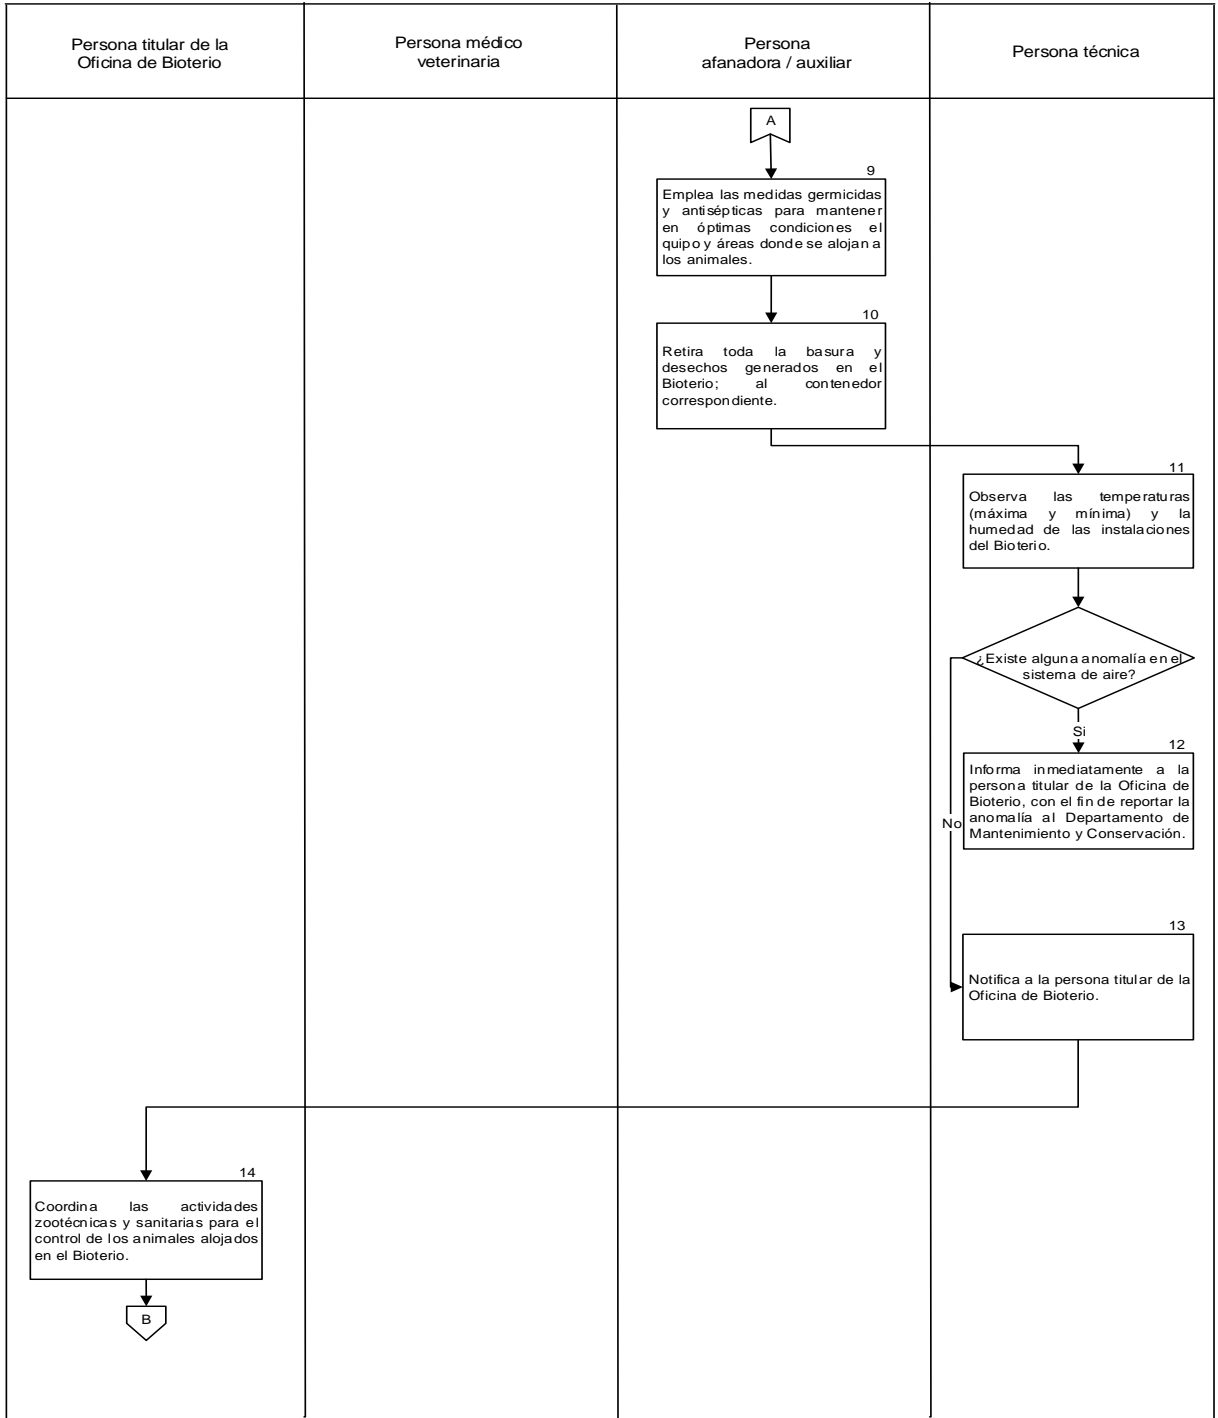 Persona titular de la
Oficina de Bioterio
Persona médico
veterinaria
Persona
afanadora / auxiliar
Persona técnica
A
9
Emplea las medidas germicidas
y antisépticas para mantener
en óptimas condiciones el
quipo y áreas donde se alojan a
los animales.
10
Retira toda la basura y
desechos generados en el
Bioterio; al contenedor
correspondiente.
11
Observa las temperaturas
(máxima y mínima) y la
humedad de las instalaciones
del Bioterio.
¿Existe alguna anomalía en el
sistema de aire?
Si
12
Informa inmediatamente a la
persona titular de la Oficina de
Bioterio, con el fin de reportar la
anomalía al Departamento de
Mantenimiento y Conservación.
No
13
Notifica a la persona titular de la
Oficina de Bioterio.
14
Coordina las actividades
zootécnicas y sanitarias para el
control de los animales alojados
en el Bioterio.
B